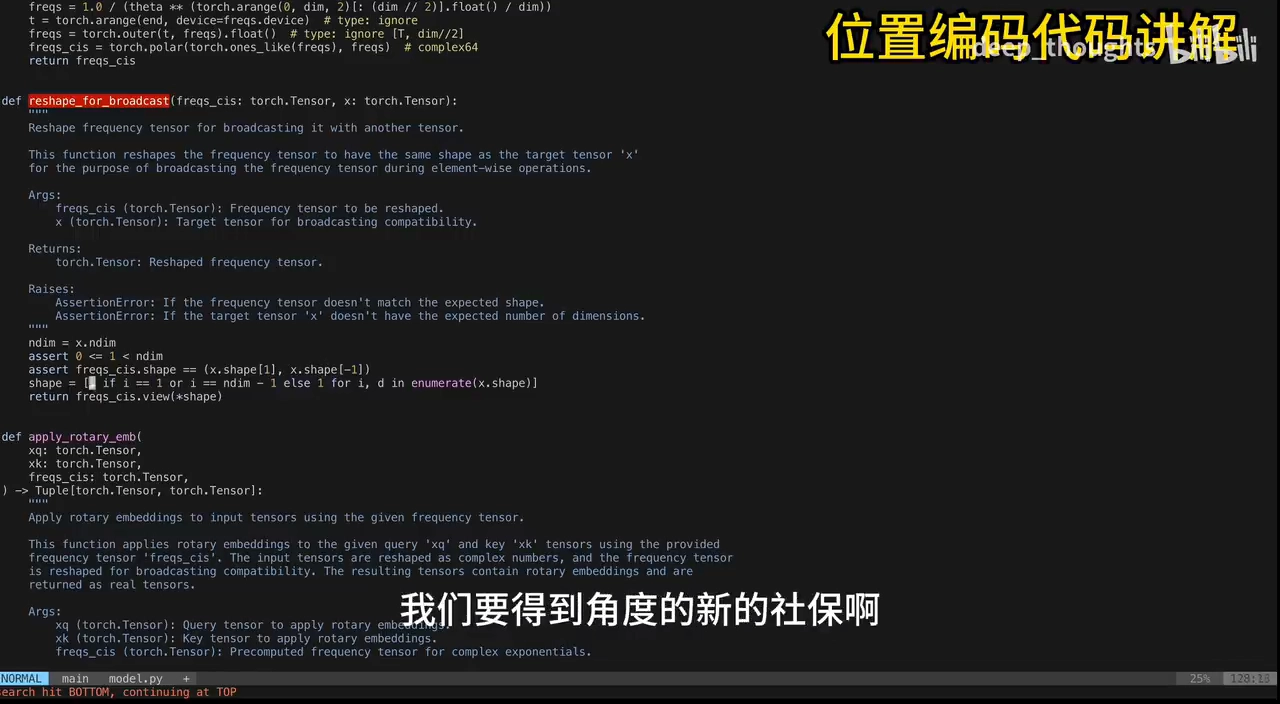 freqs = 1.0 / (theta ** (torch.arange(0, dim, 2)[: (dim // 2)].float() / dim))
t = torch.arange(end, device=freqs.device)  # type: ignore
freqs = torch.outer(t, freqs).float()  # type: ignore [T, dim//2]
freqs_cis = torch.polar(torch.ones_like(freqs), freqs)  # complex64
return freqs_cis
位置编码代码讲解
deep_thoughts bilibili
def reshape_for_broadcast(freqs_cis: torch.Tensor, x: torch.Tensor):
"""
Reshape frequency tensor for broadcasting it with another tensor.
This function reshapes the frequency tensor to have the same shape as the target tensor 'x'
for the purpose of broadcasting the frequency tensor during element-wise operations.
Args:
freqs_cis (torch.Tensor): Frequency tensor to be reshaped.
x (torch.Tensor): Target tensor for broadcasting compatibility.
Returns:
torch.Tensor: Reshaped frequency tensor.
Raises:
AssertionError: If the frequency tensor doesn't match the expected shape.
AssertionError: If the target tensor 'x' doesn't have the expected number of dimensions.
"""
ndim = x.ndim
assert 0 <= 1 < ndim
assert freqs_cis.shape == (x.shape[1], x.shape[-1])
shape = [ if i == 1 or i == ndim - 1 else 1 for i, d in enumerate(x.shape)]
return freqs_cis.view(*shape)
def apply_rotary_emb(
xq: torch.Tensor,
xk: torch.Tensor,
freqs_cis: torch.Tensor,
) -> Tuple[torch.Tensor, torch.Tensor]:
"""
Apply rotary embeddings to input tensors using the given frequency tensor.
This function applies rotary embeddings to the given query 'xq' and key 'xk' tensors using the provided
frequency tensor 'freqs_cis'. The input tensors are reshaped as complex numbers, and the frequency tensor
is reshaped for broadcasting compatibility. The resulting tensors contain rotary embeddings and are
returned as real tensors.
我们要得到角度的新的社保啊
Args:
xq (torch.Tensor): Query tensor to apply rotary embeddings.
xk (torch.Tensor): Key tensor to apply rotary embeddings.
freqs_cis (torch.Tensor): Precomputed frequency tensor for complex exponentials.
NORMAL main model.py + 25% 128:13
search hit BOTTOM, continuing at TOP